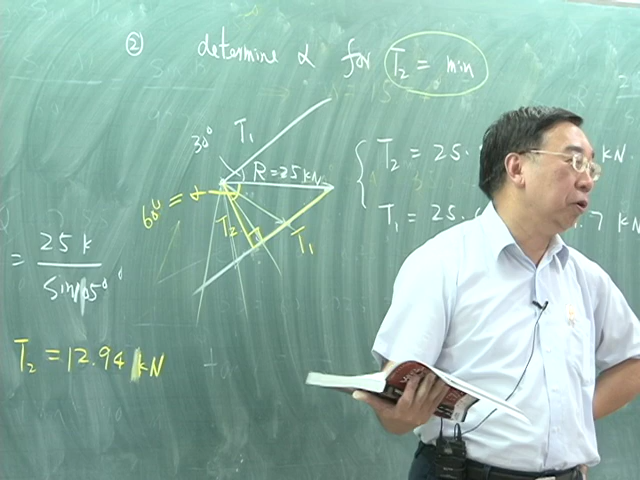 ② determine α for T₂ = min
30°
T₁
R = 25 kN
60° = α
T₂
T₁
T₂ = 25. kN
T₁ = 25. .7 kN
= 25 k / sin105°
T₂ = 12.94 kN